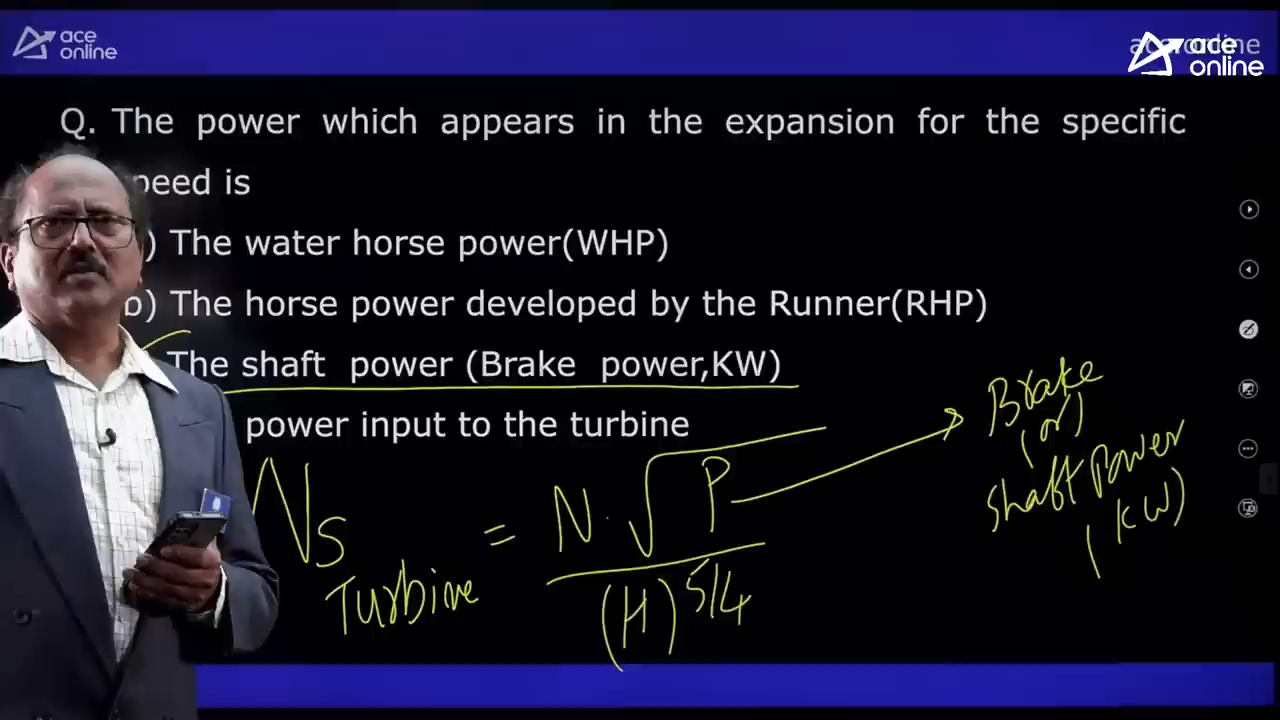 ace
online
ace
online
Q. The power which appears in the expansion for the specific
peed is
) The water horse power(WHP)
b) The horse power developed by the Runner(RHP)
The shaft power (Brake power,KW)
power input to the turbine
Brake
(or)
Shaft Power
(KW)
Ns Turbine = N.√P
(H)^5/4